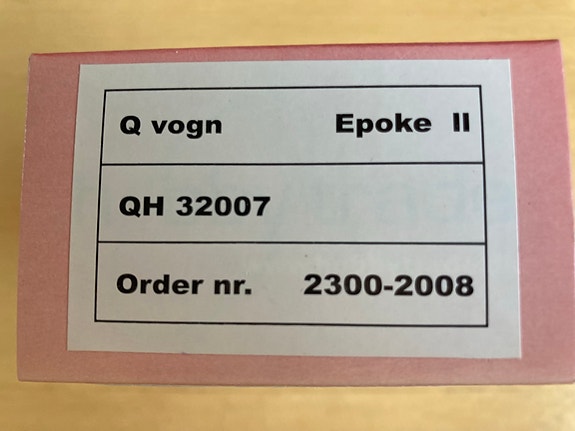 Q vogn Epoke II
QH 32007
Order nr. 2300-2008